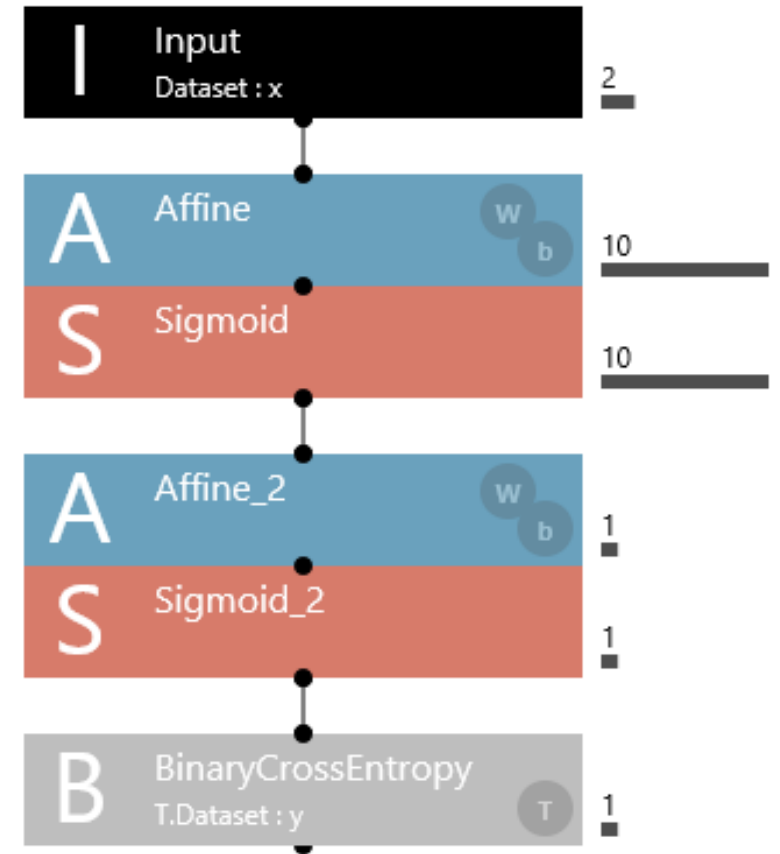 I
Input
Dataset : x
2
A
Affine
W
b
10
S
Sigmoid
10
A
Affine_2
W
b
1
S
Sigmoid_2
1
B
BinaryCrossEntropy
T.Dataset : y
T
1